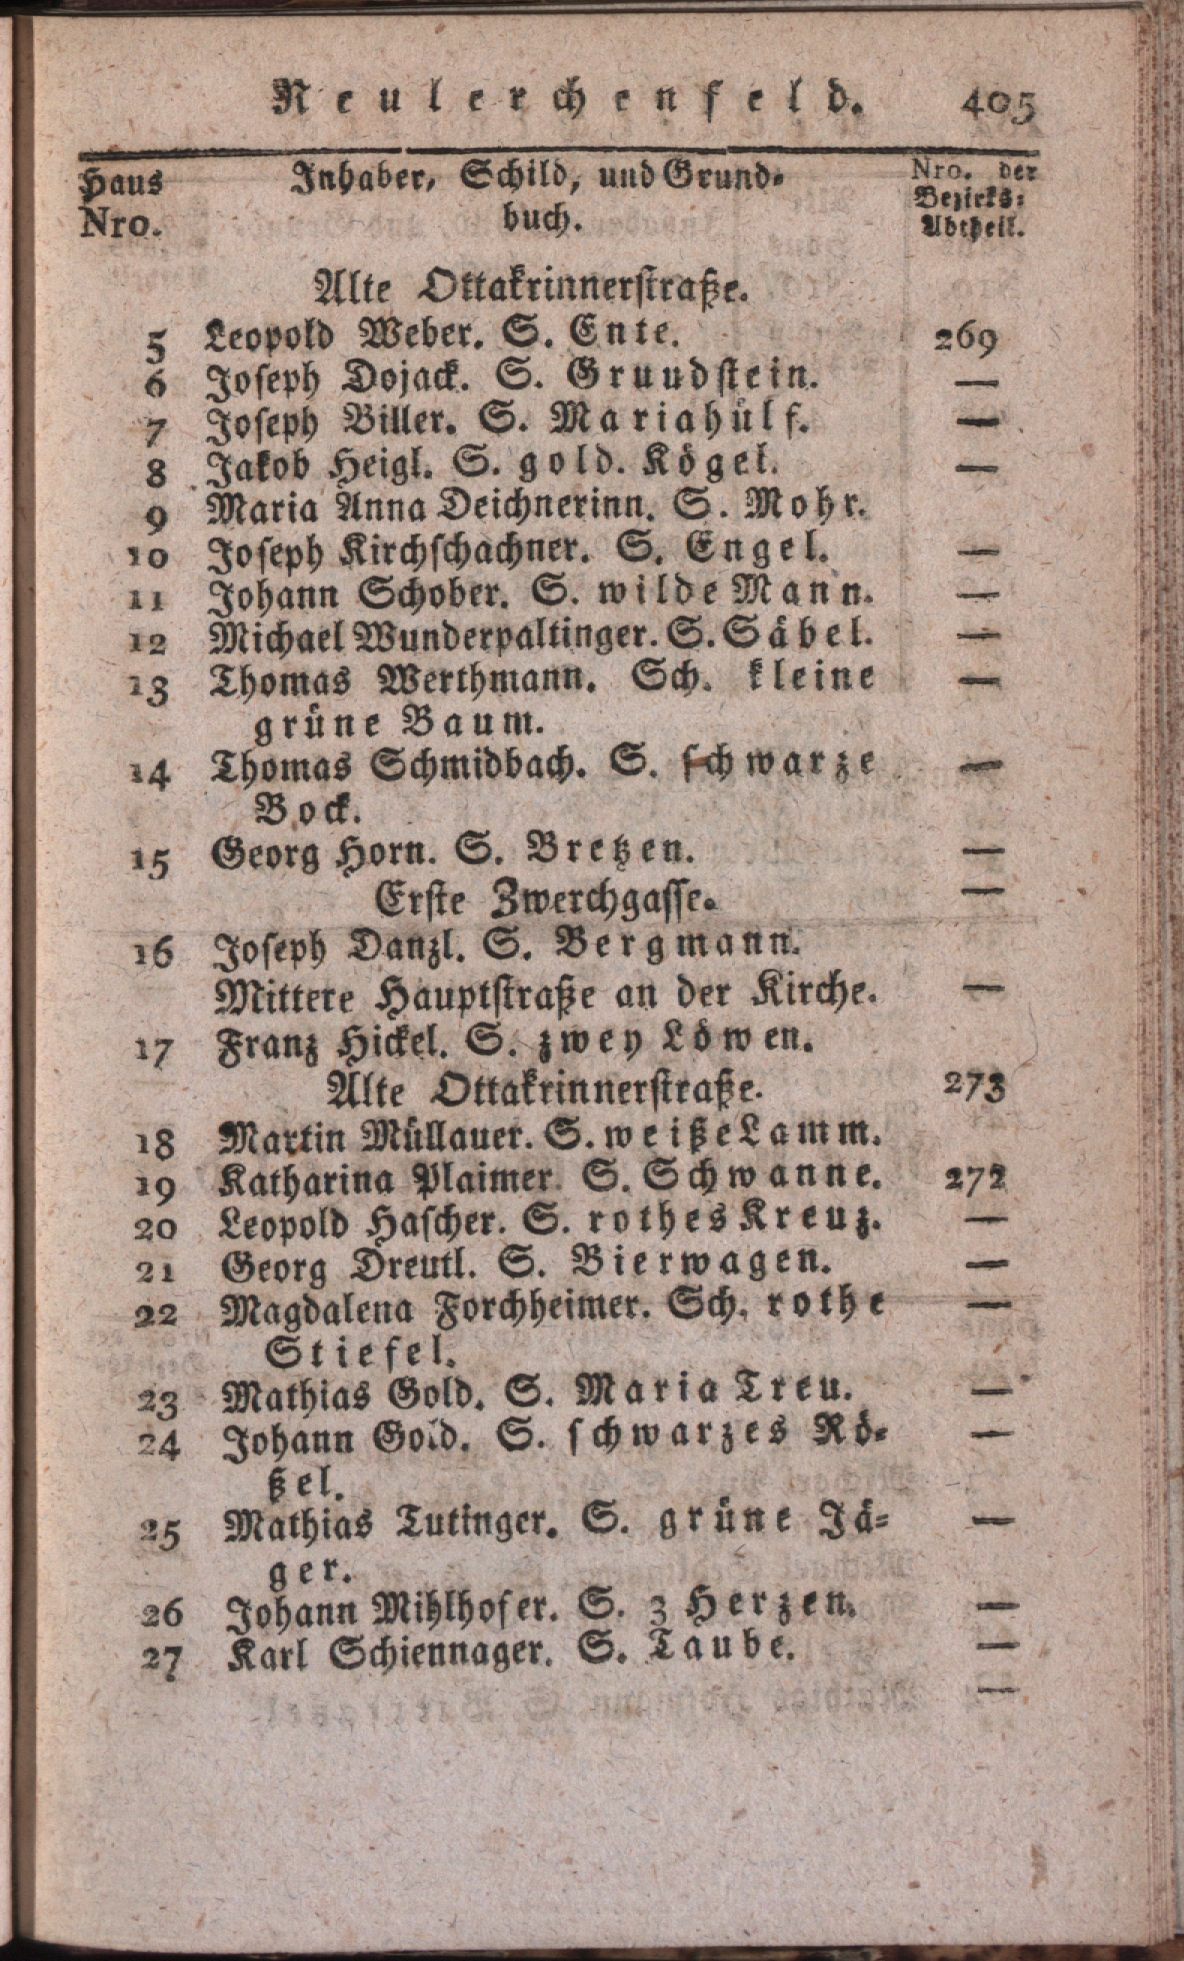 Neulerchenfeld. 405
Haus Inhaber, Schild, und Grund- Nro. der
Nro. buch. Bezirks-
Abtheil.
Alte Ottakrinnerstraße.
5 Leopold Weber. S. Ente. 269
6 Joseph Dojack. S. Gruudstein. —
7 Joseph Biller. S. Mariahülf. —
8 Jakob Heigl. S. gold. Kögel. —
9 Maria Anna Deichnerinn. S. Mohr.
10 Joseph Kirchschachner. S. Engel. —
11 Johann Schober. S. wilde Mann. —
12 Michael Wunderpaltinger. S. Säbel. —
13 Thomas Werthmann. Sch. kleine —
grüne Baum.
14 Thomas Schmidbach. S. schwarze —
Bock.
15 Georg Horn. S. Bretzen. —
Erste Zwerchgasse. —
16 Joseph Danzl. S. Bergmann.
Mittere Hauptstraße an der Kirche. —
17 Franz Hickel. S. zwey Löwen.
Alte Ottakrinnerstraße. 273
18 Martin Müllauer. S. weiße Lamm.
19 Katharina Plaimer. S. Schwanne. 272
20 Leopold Hascher. S. rothes Kreuz. —
21 Georg Dreutl. S. Bierwagen. —
22 Magdalena Forchheimer. Sch. rothe —
Stiefel.
23 Mathias Gold. S. Maria Treu. —
24 Johann Gold. S. schwarzes Rö- —
ßel.
25 Mathias Tutinger. S. grüne Jä- —
ger.
26 Johann Mihlhofer. S. 3 Herzen. —
27 Karl Schiennager. S. Taube. —
—